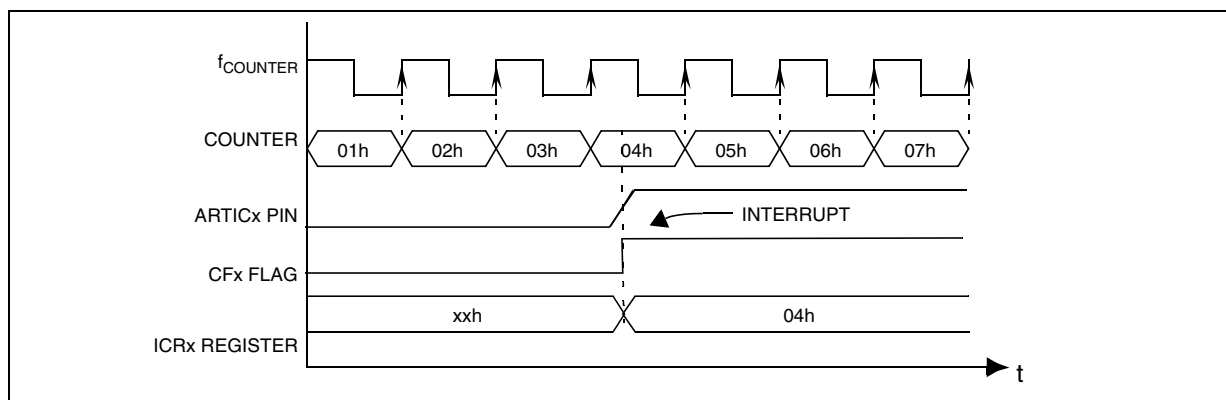 fCOUNTER
COUNTER
01h 02h 03h 04h 05h 06h 07h
ARTICx PIN
INTERRUPT
CFx FLAG
xxh 04h
ICRx REGISTER
t